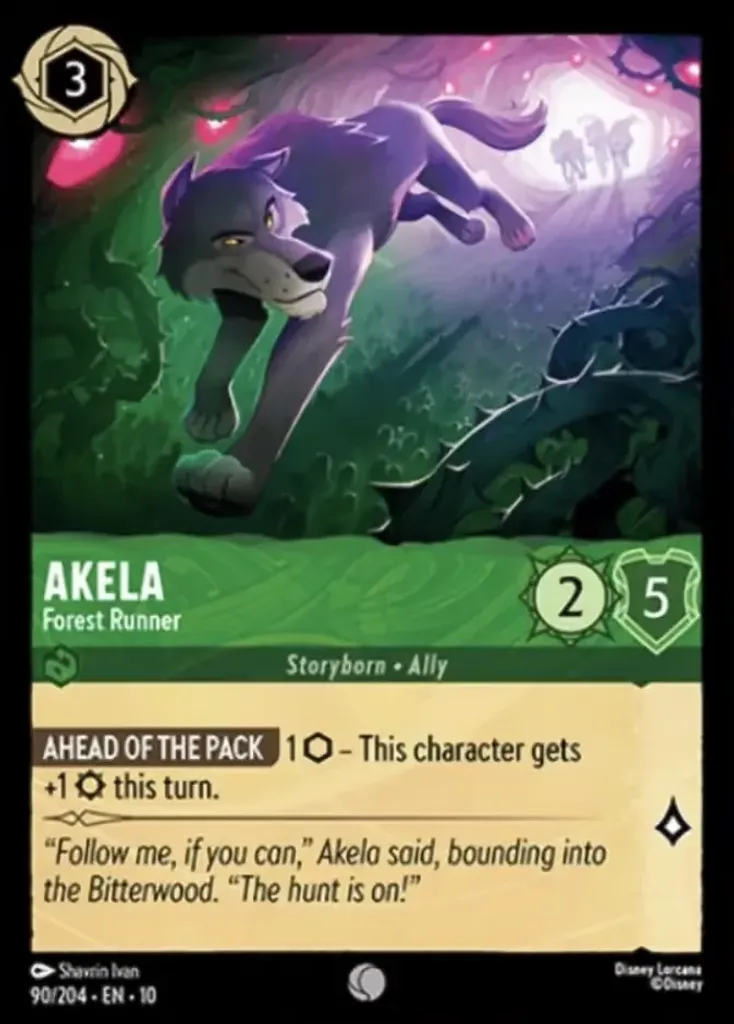 3
AKELA
Forest Runner
2
5
Storyborn • Ally
AHEAD OF THE PACK 1 ⬡ – This character gets
+1 ¤ this turn.
“Follow me, if you can,” Akela said, bounding into
the Bitterwood. “The hunt is on!”
Shavrin Ivan
Disney Lorcana
90/204 • EN • 10
©Disney